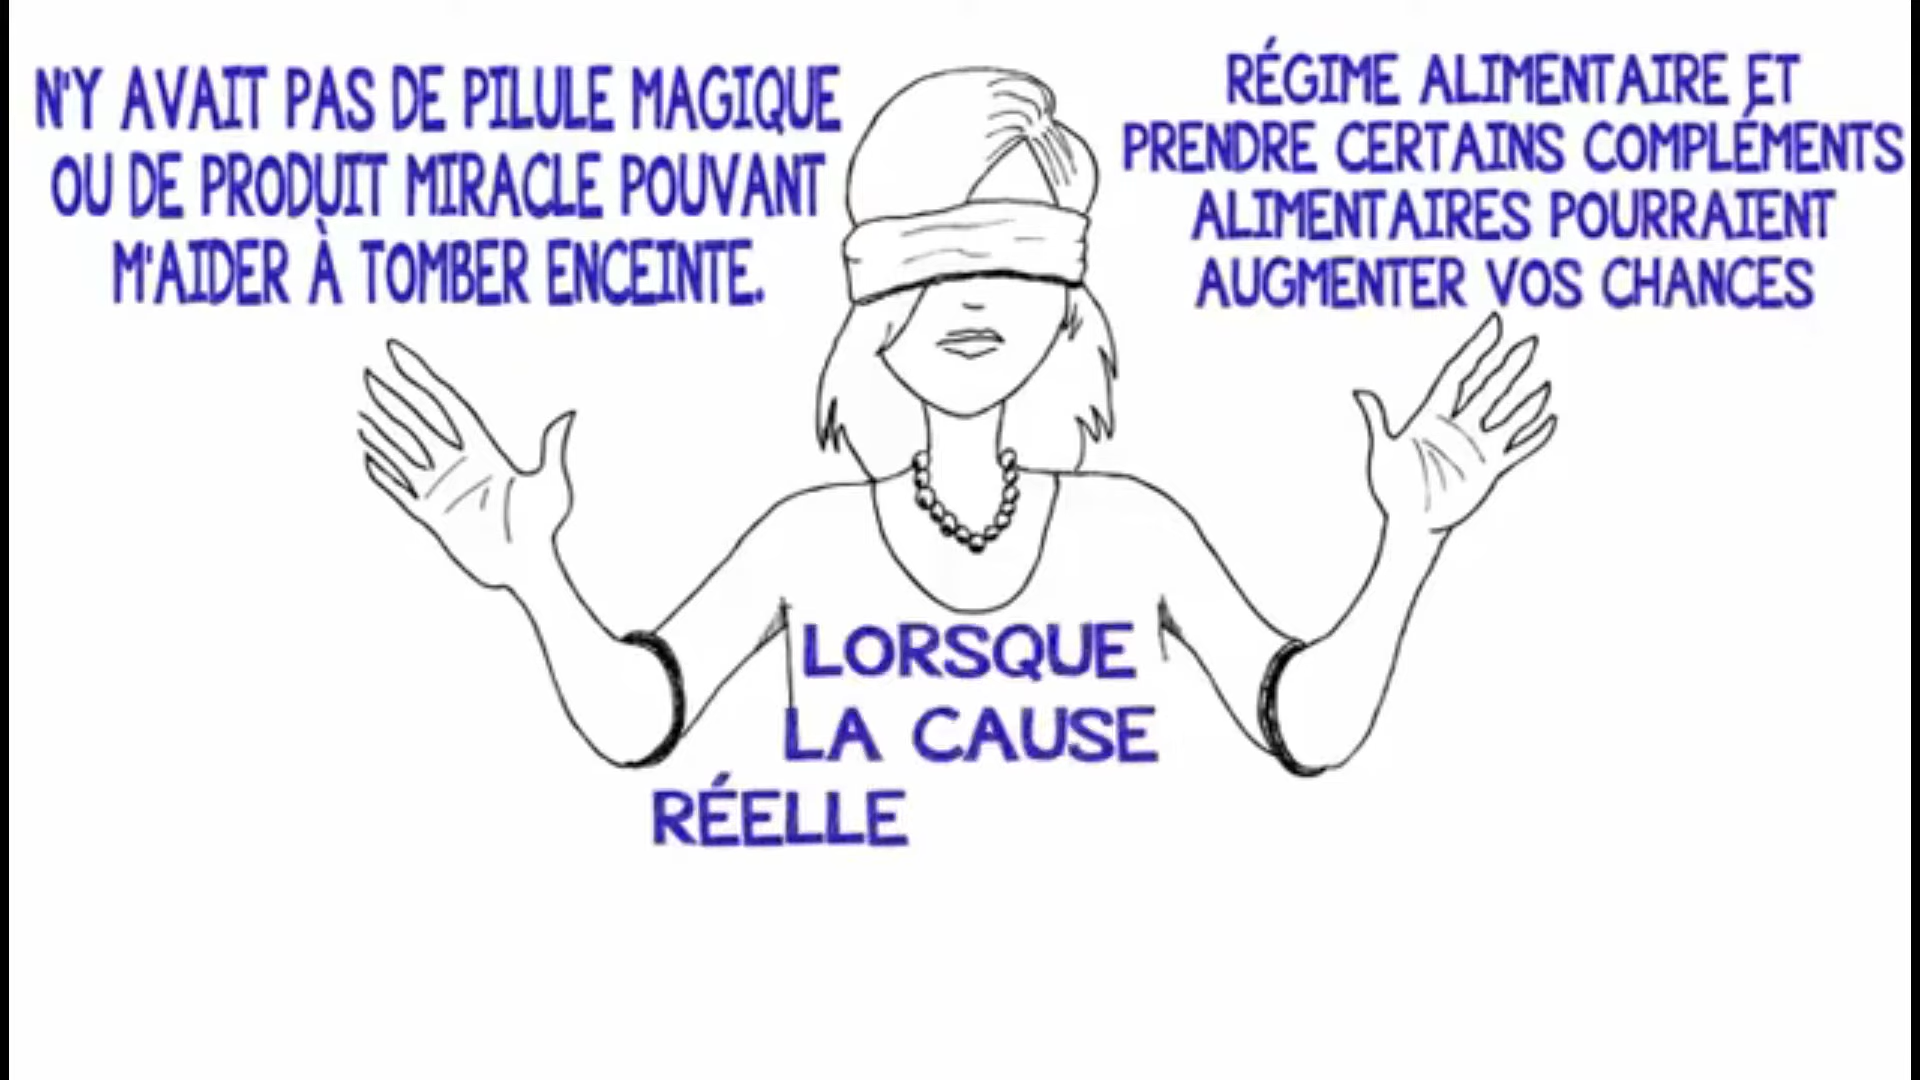 N'Y AVAIT PAS DE PILULE MAGIQUE
OU DE PRODUIT MIRACLE POUVANT
M'AIDER À TOMBER ENCEINTE.
RÉGIME ALIMENTAIRE ET
PRENDRE CERTAINS COMPLÉMENTS
ALIMENTAIRES POURRAIENT
AUGMENTER VOS CHANCES
LORSQUE
LA CAUSE
RÉELLE